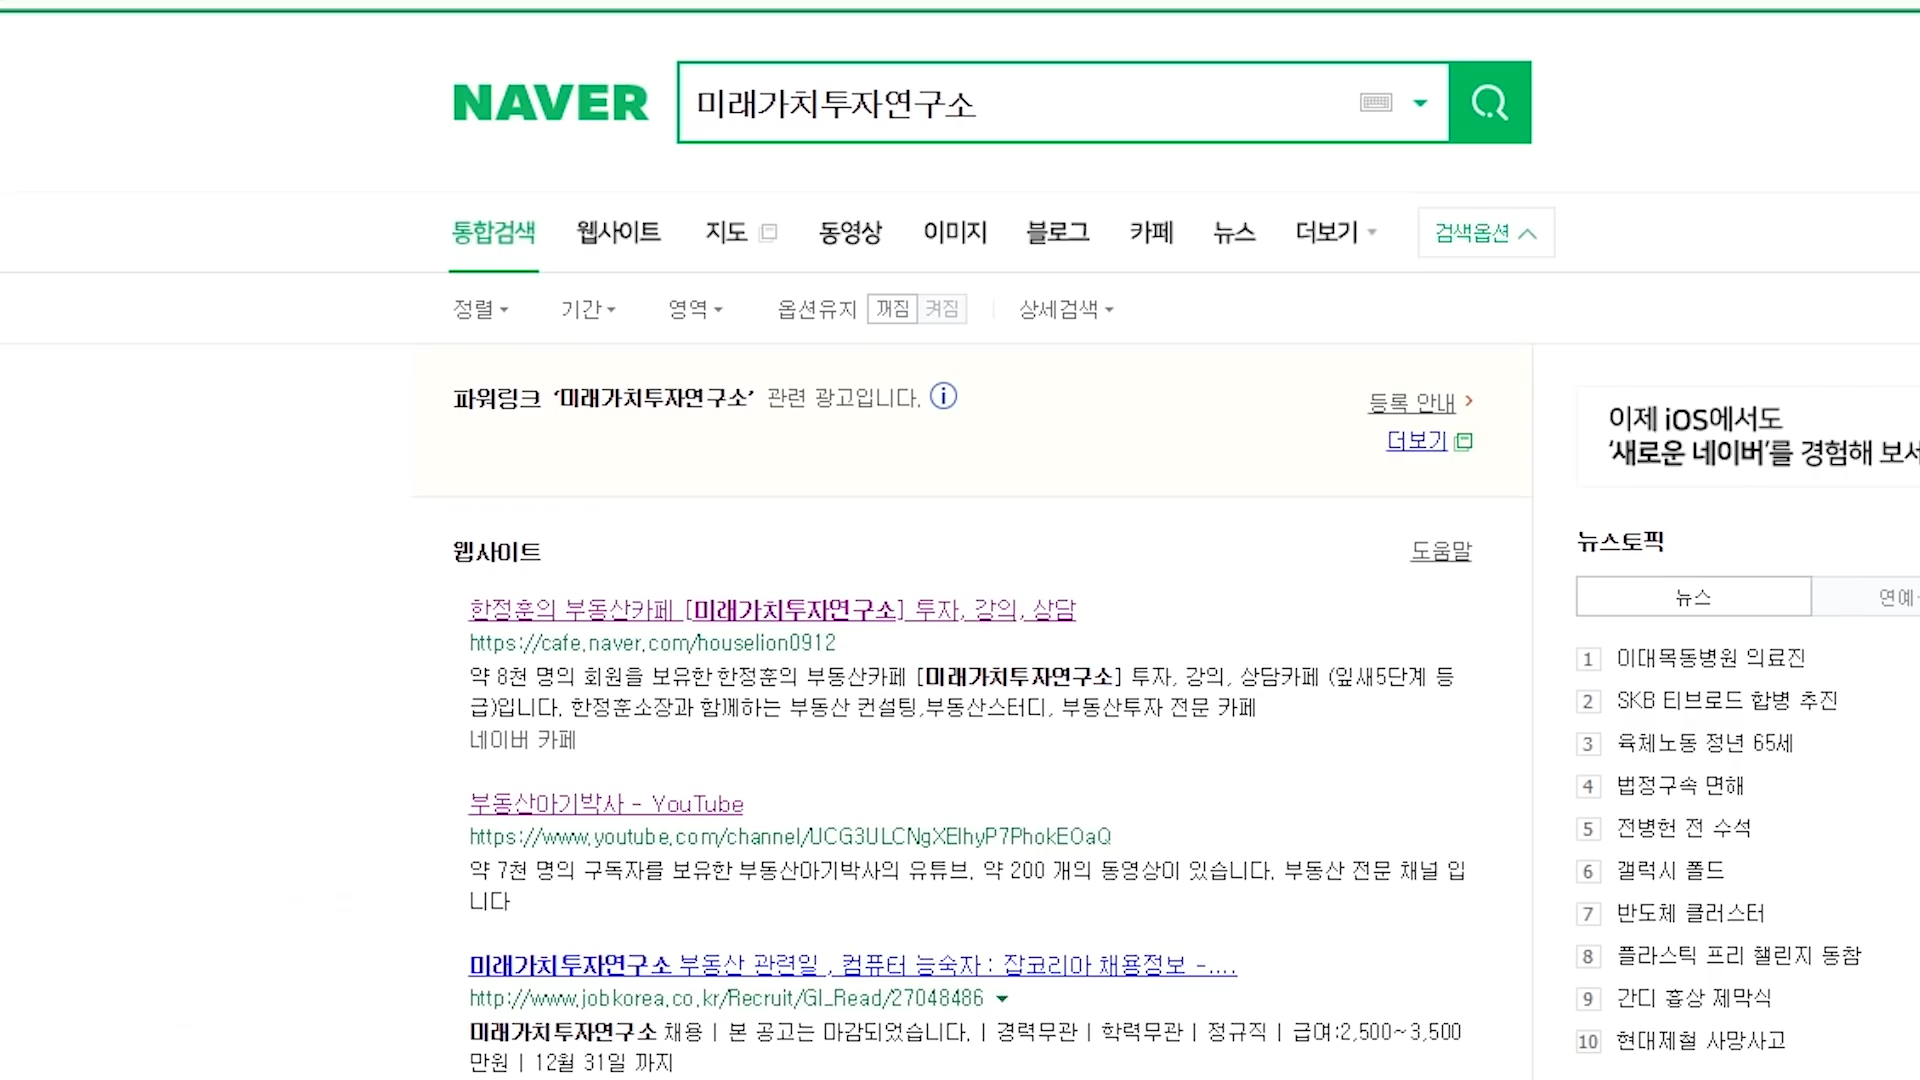 NAVER
미래가치투자연구소
통합검색 웹사이트 지도 동영상 이미지 블로그 카페 뉴스 더보기 검색옵션
정렬 기간 영역 옵션유지 꺼짐 켜짐 상세검색
파워링크 '미래가치투자연구소' 관련 광고입니다.
등록 안내
더보기
웹사이트
도움말
한정훈의 부동산카페 [미래가치투자연구소] 투자, 강의, 상담
https://cafe.naver.com/houselion0912
약 8천 명의 회원을 보유한 한정훈의 부동산카페 [미래가치투자연구소] 투자, 강의, 상담카페 (잎새5단계 등
급)입니다. 한정훈소장과 함께하는 부동산 컨설팅,부동산스터디, 부동산투자 전문 카페
네이버 카페
부동산아기박사 - YouTube
https://www.youtube.com/channel/UCG3ULCNgXElhyP7PhokEOaQ
약 7천 명의 구독자를 보유한 부동산아기박사의 유튜브. 약 200 개의 동영상이 있습니다. 부동산 전문 채널 입
니다
미래가치투자연구소 부동산 관련일 , 컴퓨터 능숙자 : 잡코리아 채용정보 -....
http://www.jobkorea.co.kr/Recruit/GI_Read/27048486
미래가치투자연구소 채용 | 본 공고는 마감되었습니다. | 경력무관 | 학력무관 | 정규직 | 급여:2,500~3,500
만원 | 12월 31일 까지
이제 iOS에서도
'새로운 네이버'를 경험해 보세
뉴스토픽
뉴스 연예
1 이대목동병원 의료진
2 SKB 티브로드 합병 추진
3 육체노동 정년 65세
4 법정구속 면해
5 전병헌 전 수석
6 갤럭시 폴드
7 반도체 클러스터
8 플라스틱 프리 챌린지 동참
9 간디 흉상 제막식
10 현대제철 사망사고